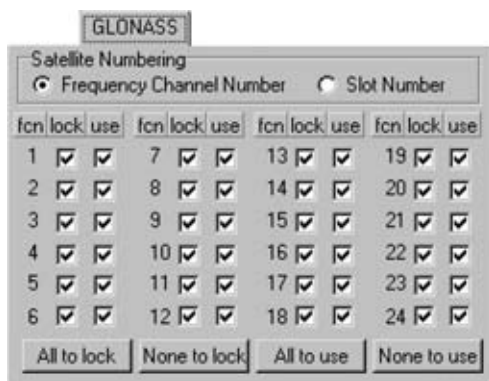 GLONASS
Satellite Numbering
Frequency Channel Number Slot Number
fcn lock use fcn lock use fcn lock use fcn lock use
1 7 13 19
2 8 14 20
3 9 15 21
4 10 16 22
5 11 17 23
6 12 18 24
All to lock None to lock All to use None to use